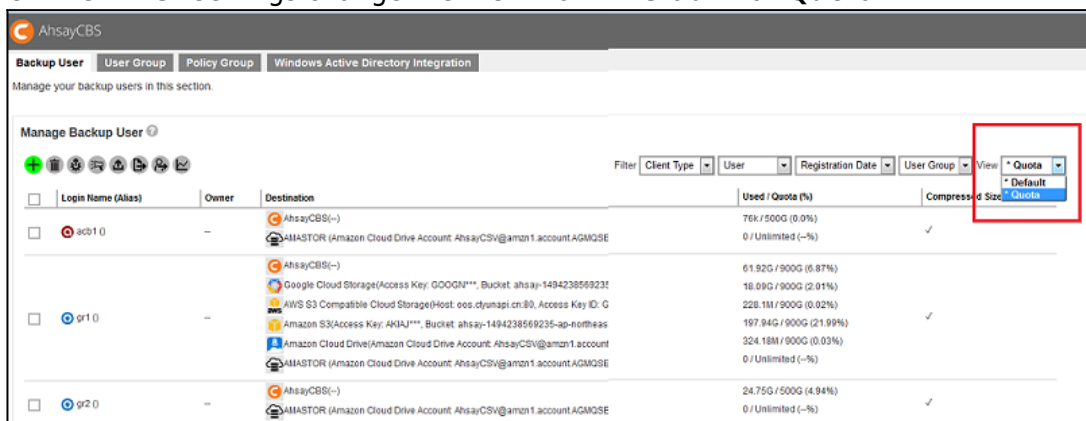 AhsayCBS
Backup User User Group Policy Group Windows Active Directory Integration
Manage your backup users in this section.
Manage Backup User
Filter Client Type User Registration Date User Group View * Quota
* Default
* Quota
Login Name (Alias) Owner Destination Used / Quota (%) Compressed Size
acb1 () -- AhsayCBS(--) 76k / 500G (0.0%) ✓
AMASTOR (Amazon Cloud Drive Account: AhsayCSV@amzn1.account.AGMQSE 0 / Unlimited (--%)
gr1 () -- AhsayCBS(--) 61.92G / 900G (6.87%) ✓
Google Cloud Storage(Access Key: GOOGN***, Bucket: ahsay-1494238569235 18.09G / 900G (2.01%)
AWS S3 Compatible Cloud Storage(Host: oos.ctyunapi.cn:80, Access Key ID: G 228.1M / 900G (0.02%)
Amazon S3(Access Key: AKIAJ***, Bucket: ahsay-1494238569235-ap-northeas 197.94G / 900G (21.99%)
Amazon Cloud Drive(Amazon Cloud Drive Account: AhsayCSV@amzn1.account 324.18M / 900G (0.03%)
AMASTOR (Amazon Cloud Drive Account: AhsayCSV@amzn1.account.AGMQSE 0 / Unlimited (--%)
gr2 () -- AhsayCBS(--) 24.75G / 500G (4.94%) ✓
AMASTOR (Amazon Cloud Drive Account: AhsayCSV@amzn1.account.AGMQSE 0 / Unlimited (--%)